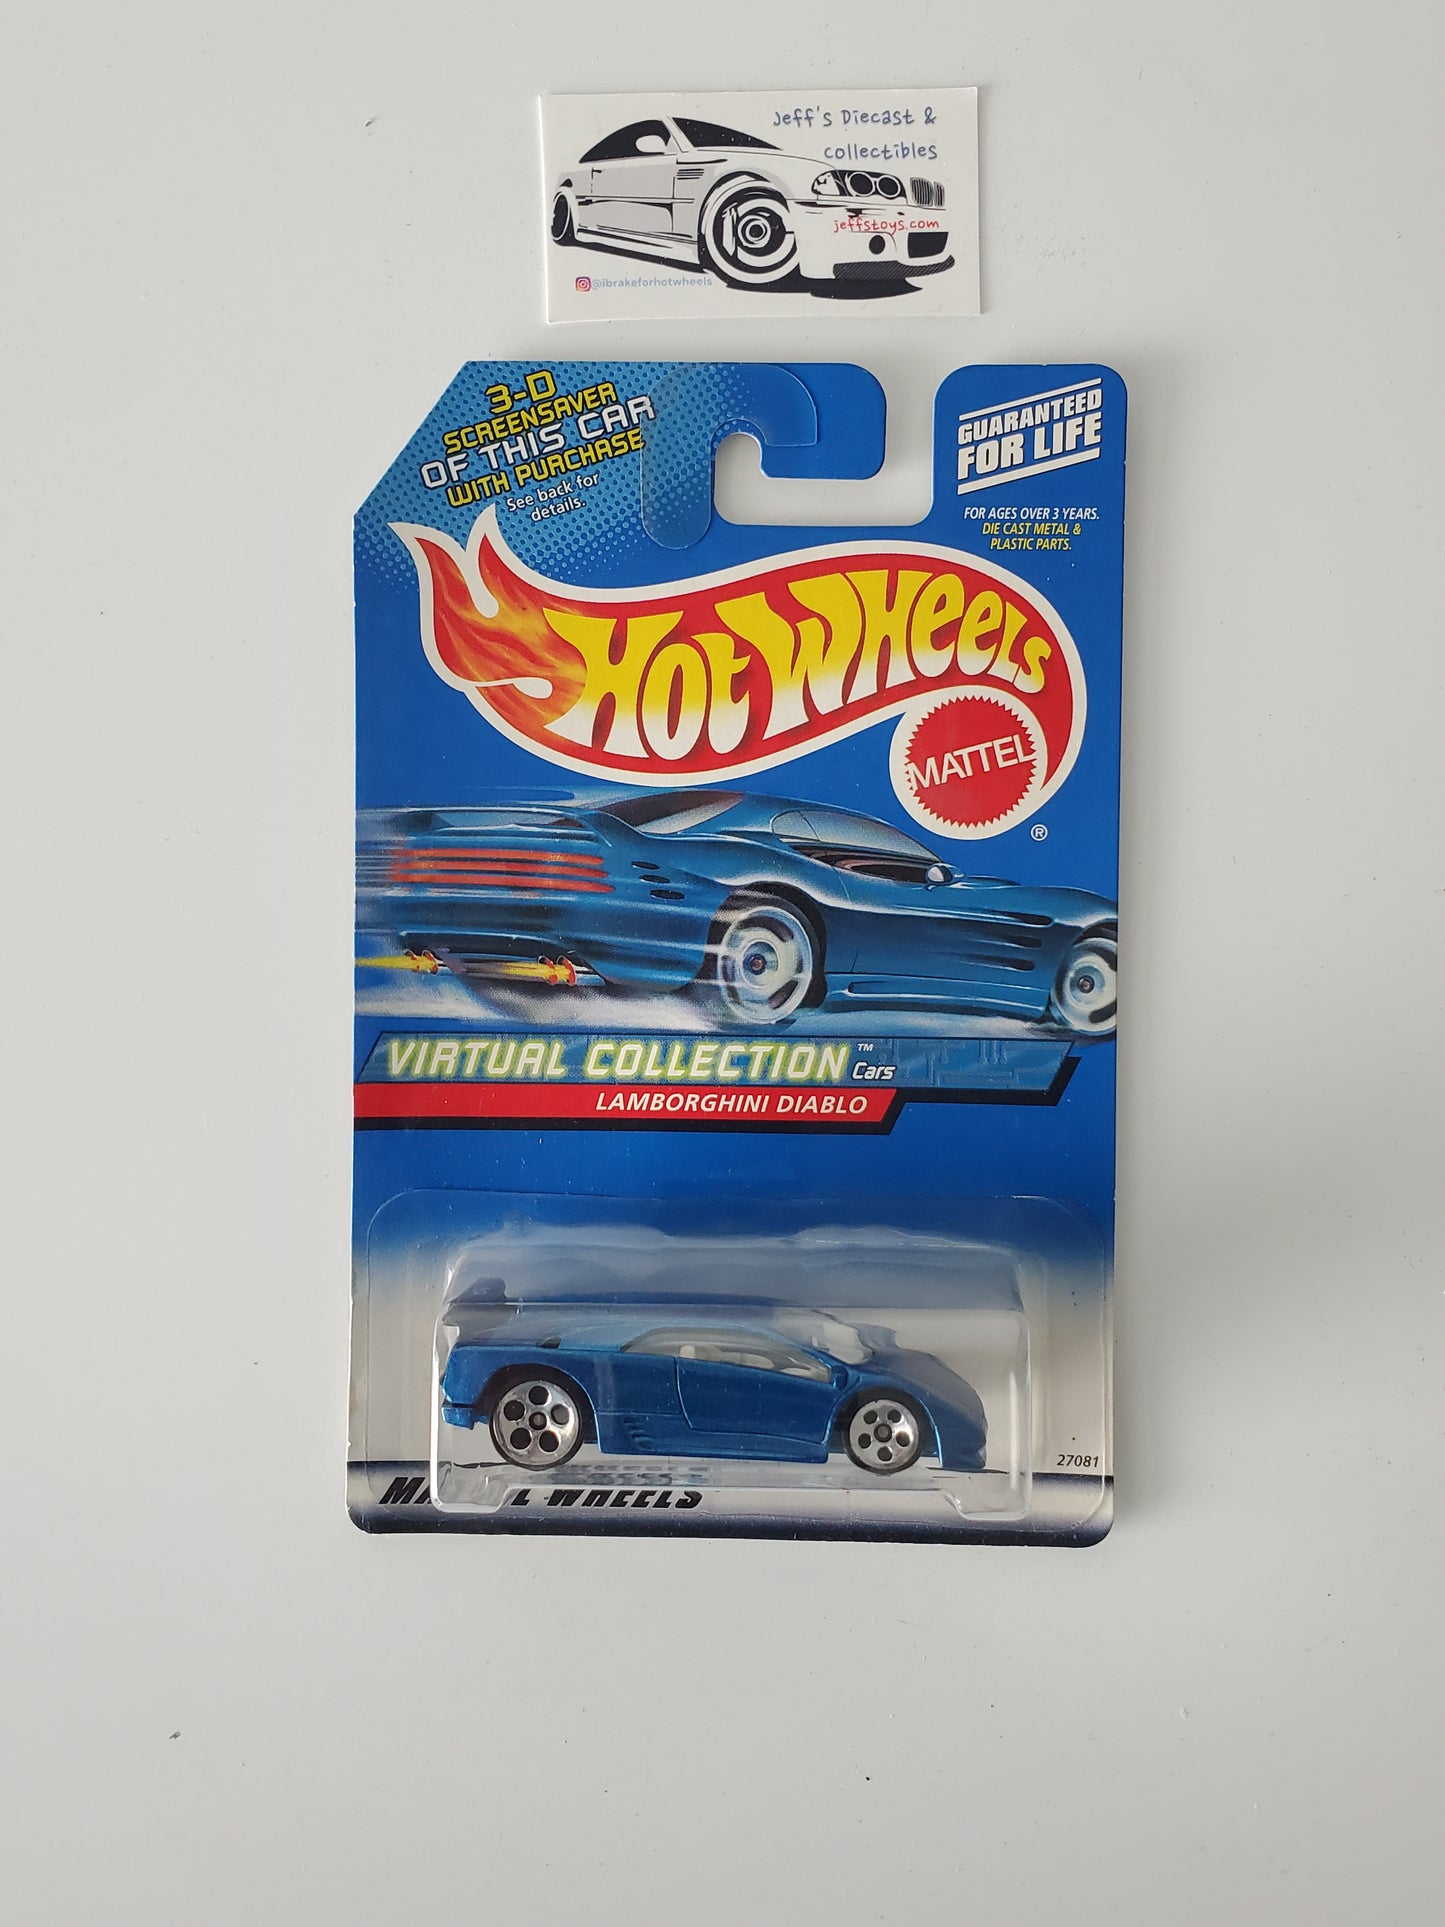 Jeff's Diecast &
collectibles
jeffstoys.com
@ibrakeforhotwheels
3-D
SCREENSAVER
OF THIS CAR
WITH PURCHASE
See back for
details.
GUARANTEED
FOR LIFE
FOR AGES OVER 3 YEARS.
DIE CAST METAL &
PLASTIC PARTS.
HOT WHEELS
MATTEL
®
VIRTUAL COLLECTION™
Cars
LAMBORGHINI DIABLO
27081
WHEELS